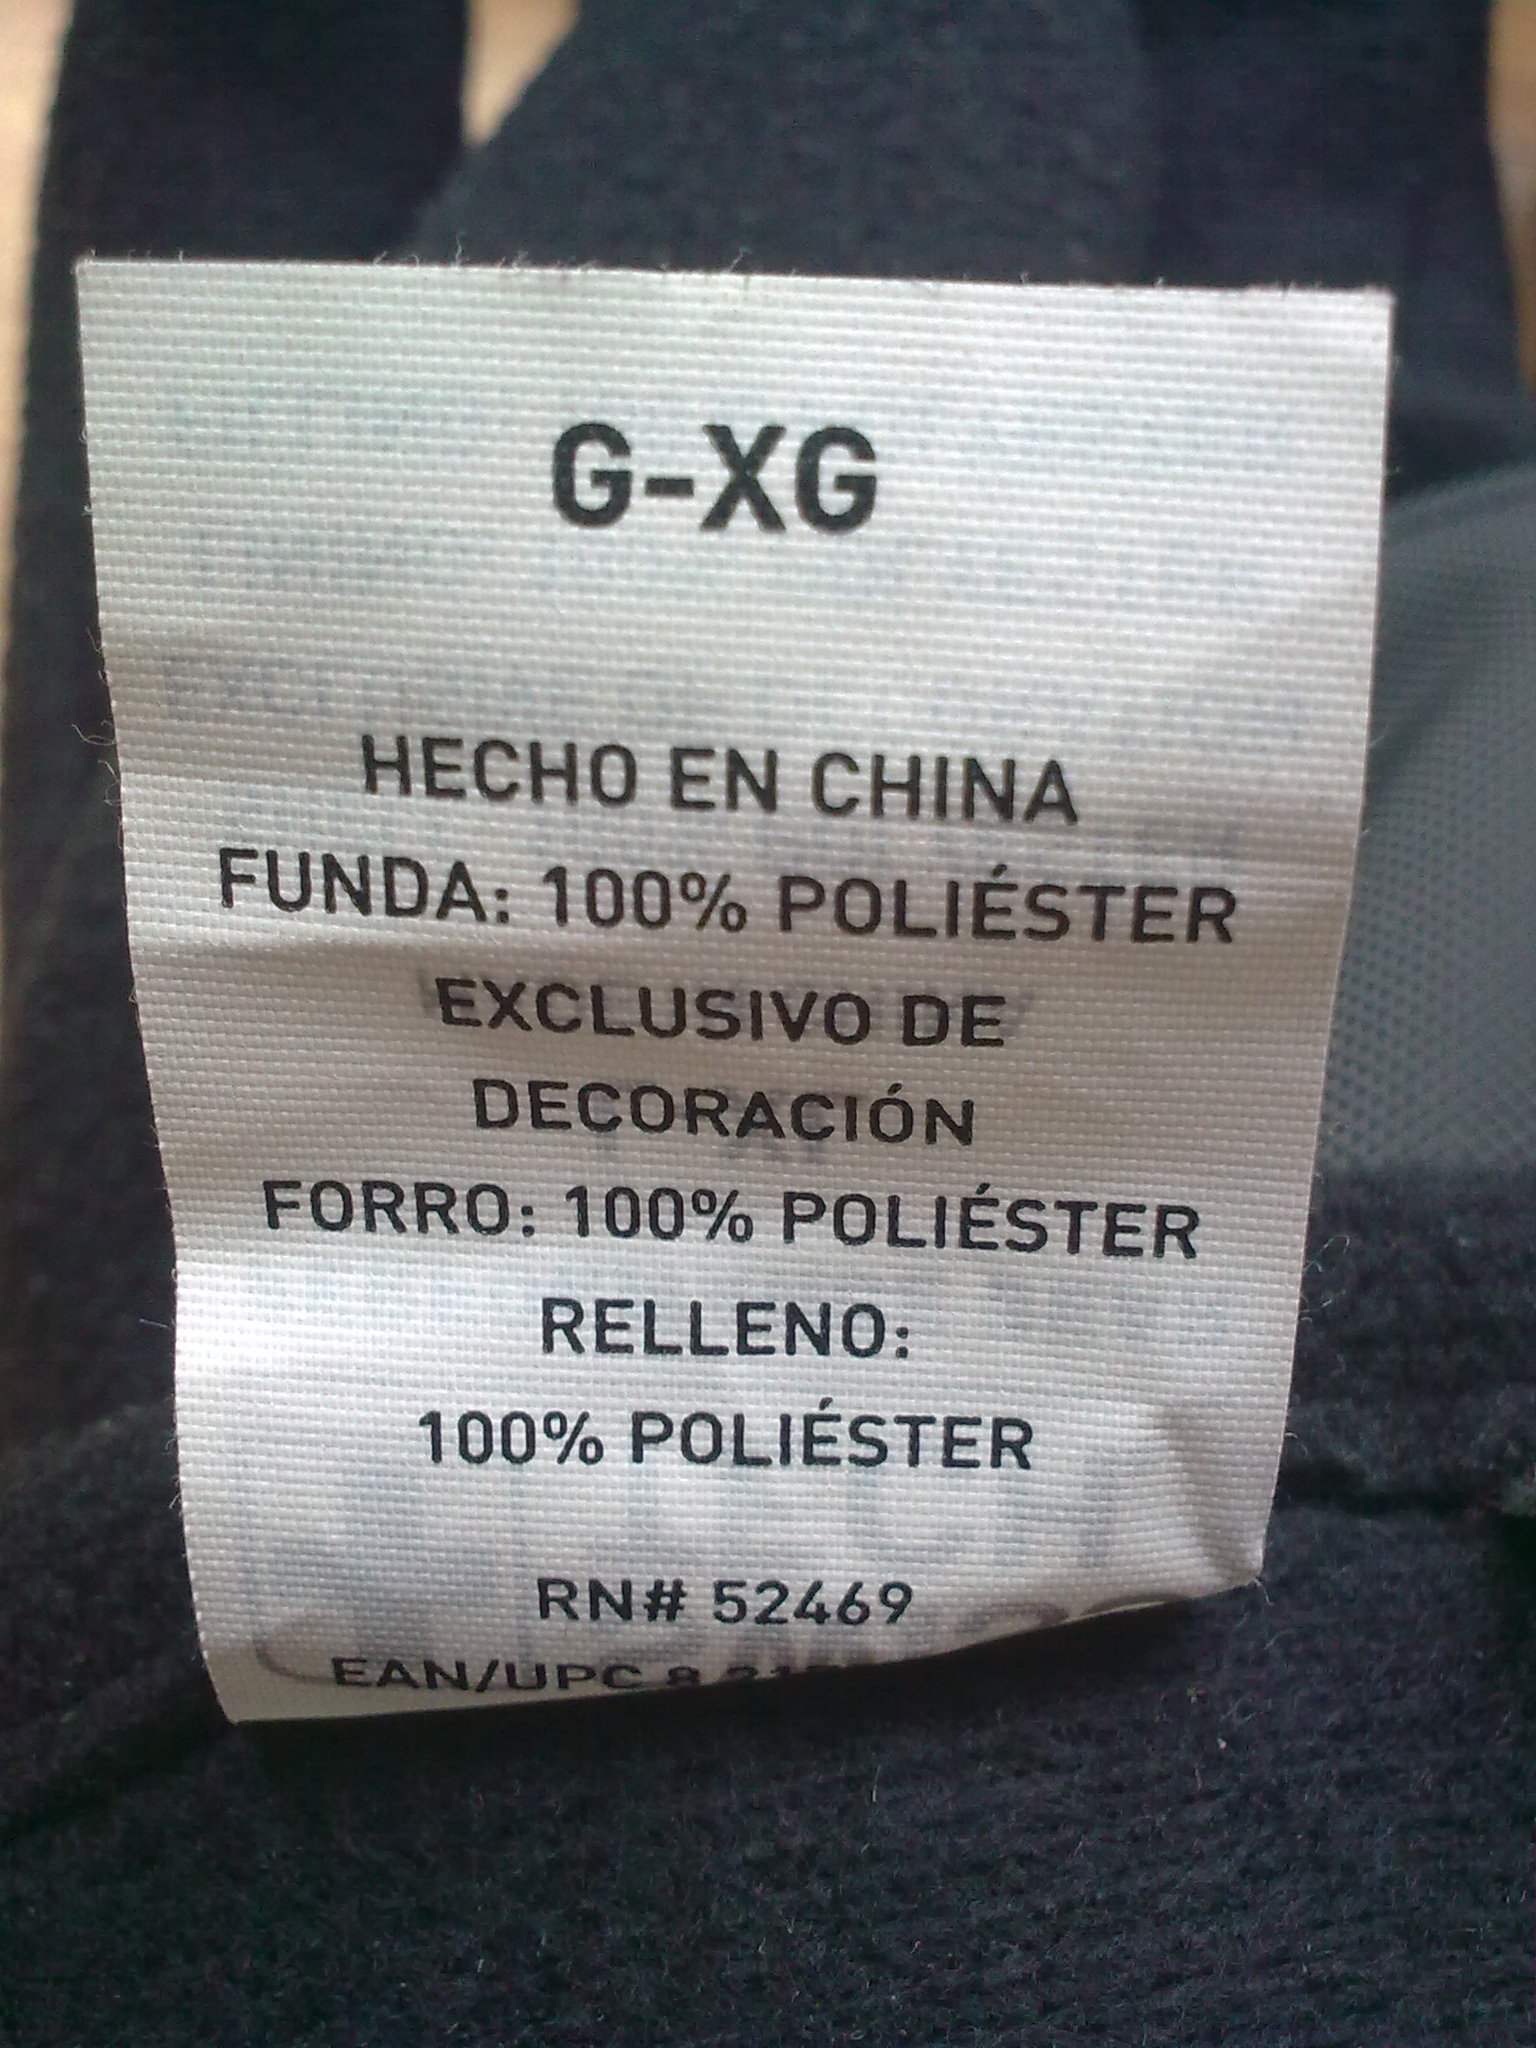 G-XG
HECHO EN CHINA
FUNDA: 100% POLIÉSTER
EXCLUSIVO DE
DECORACIÓN
FORRO: 100% POLIÉSTER
RELLENO:
100% POLIÉSTER
RN# 52469
EAN/UPC 8